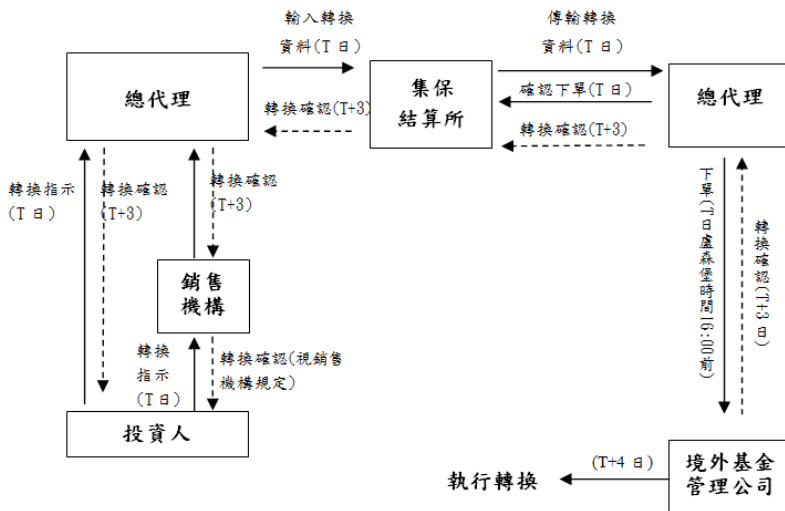 輸入轉換
資料(T 日)
傳輸轉換
資料(T 日)
總代理
集保
結算所
總代理
確認下單(T 日)
轉換確認(T+3)
轉換確認(T+3)
轉換指示
(T 日)
轉換確認
(T+3)
轉換確認
(T+3)
下單(T日盧森堡時間16:00前)
轉換確認(T+3日)
銷售
機構
轉換
指示
(T 日)
轉換確認(視銷售
機構規定)
投資人
執行轉換
(T+4 日)
境外基金
管理公司